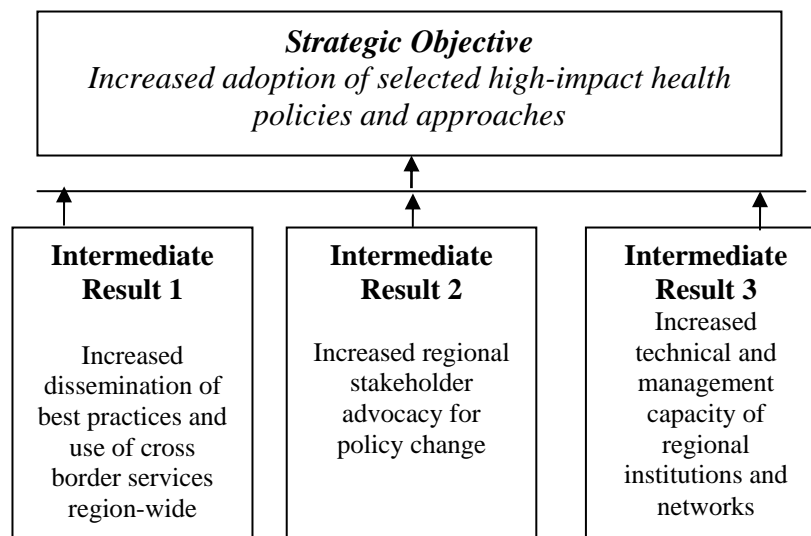 Strategic Objective
Increased adoption of selected high-impact health
policies and approaches
Intermediate
Result 1
Increased
dissemination of
best practices and
use of cross
border services
region-wide
Intermediate
Result 2
Increased regional
stakeholder
advocacy for
policy change
Intermediate
Result 3
Increased
technical and
management
capacity of
regional
institutions and
networks